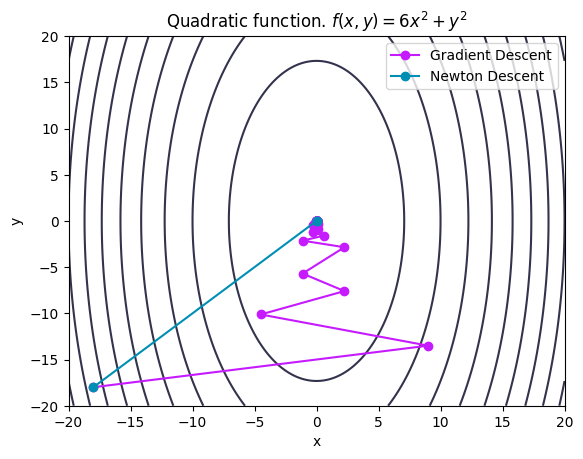 Quadratic function. f(x, y) = 6x² + y²
Gradient Descent
Newton Descent
20
15
10
5
0
−5
−10
−15
−20
y
−20 −15 −10 −5 0 5 10 15 20
x